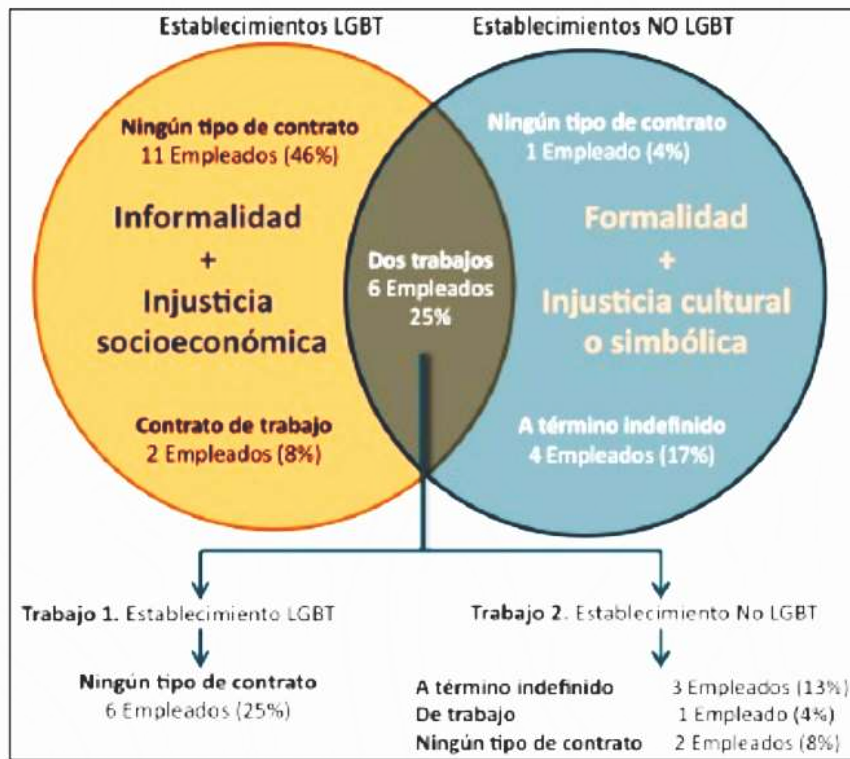 Establecimientos LGBT
Establecimientos NO LGBT
Ningún tipo de contrato
11 Empleados (46%)
Informalidad
+
Injusticia
socioeconómica
Contrato de trabajo
2 Empleados (8%)
Dos trabajos
6 Empleados
25%
Ningún tipo de contrato
1 Empleado (4%)
Formalidad
+
Injusticia cultural
o simbólica
A término indefinido
4 Empleados (17%)
Trabajo 1. Establecimiento LGBT
Ningún tipo de contrato
6 Empleados (25%)
Trabajo 2. Establecimiento No LGBT
A término indefinido 3 Empleados (13%)
De trabajo 1 Empleado (4%)
Ningún tipo de contrato 2 Empleados (8%)